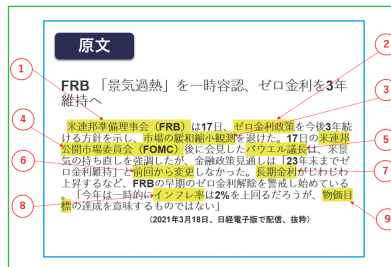 原文
FRB 「景気過熱」を一時容認、ゼロ金利を3年
維持へ
米連邦準備理事会（FRB）は17日、ゼロ金利政策を今後3年続
ける方針を示し、市場の緩和縮小観測を退けた。17日の米連邦
公開市場委員会（FOMC）後に会見したパウエル議長は、米景
気の持ち直しを強調したが、金融政策見通しは「23年末までゼ
ロ金利維持」と前回から変更しなかった。長期金利がじわじわ
上昇するなど、FRBの早期のゼロ金利解除を警戒し始めている
。「今年は一時的にインフレ率は2%を上回るだろうが、物価目
標の達成を意味するものではない」
（2021年3月18日、日経電子版で配信、抜粋）
1
2
3
4
5
6
7
8
9